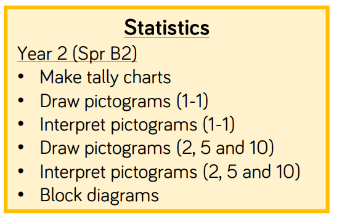 Statistics
Year 2 (Spr B2)
• Make tally charts
• Draw pictograms (1-1)
• Interpret pictograms (1-1)
• Draw pictograms (2, 5 and 10)
• Interpret pictograms (2, 5 and 10)
• Block diagrams